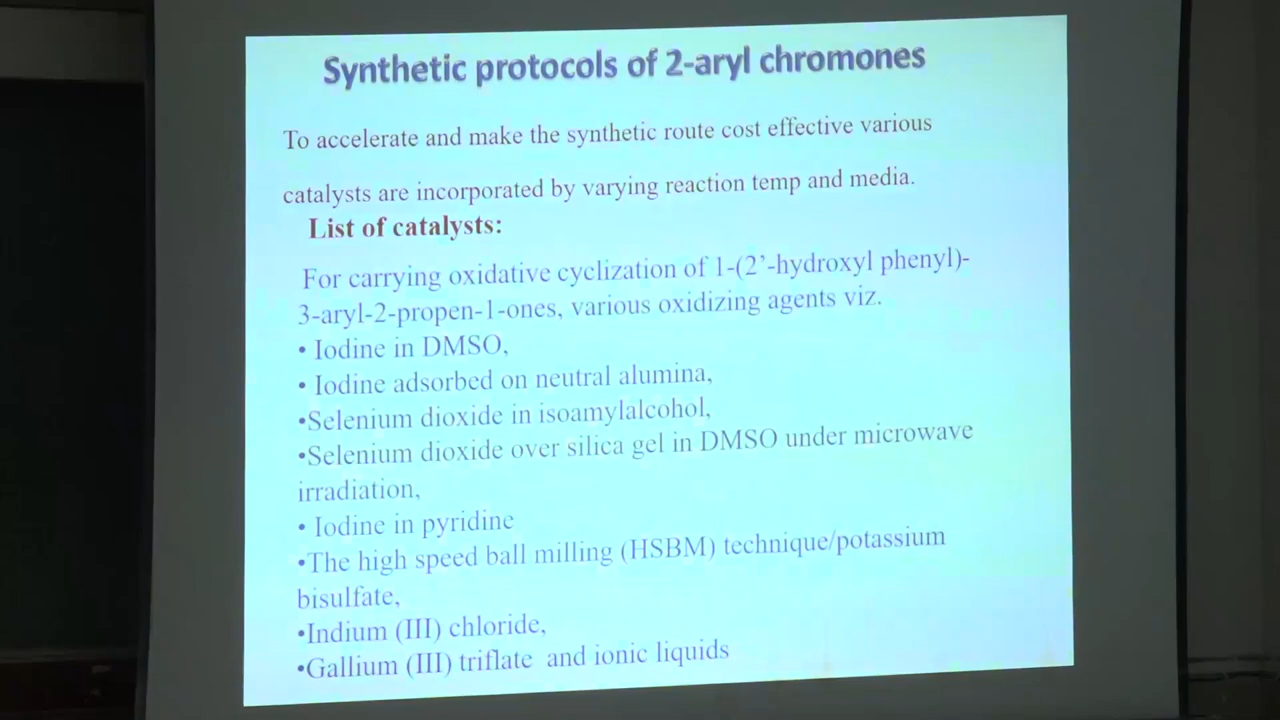 Synthetic protocols of 2-aryl chromones
To accelerate and make the synthetic route cost effective various
catalysts are incorporated by varying reaction temp and media.
List of catalysts:
For carrying oxidative cyclization of 1-(2’-hydroxyl phenyl)-
3-aryl-2-propen-1-ones, various oxidizing agents viz.
• Iodine in DMSO,
• Iodine adsorbed on neutral alumina,
•Selenium dioxide in isoamylalcohol,
•Selenium dioxide over silica gel in DMSO under microwave
irradiation,
• Iodine in pyridine
•The high speed ball milling (HSBM) technique/potassium
bisulfate,
•Indium (III) chloride,
•Gallium (III) triflate and ionic liquids